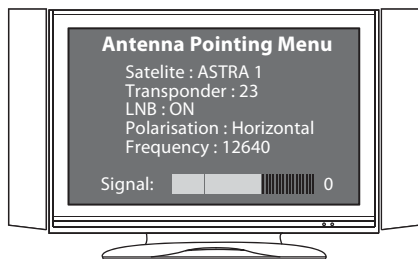 Antenna Pointing Menu
Satelite : ASTRA 1
Transponder : 23
LNB : ON
Polarisation : Horizontal
Frequency : 12640
Signal: 0